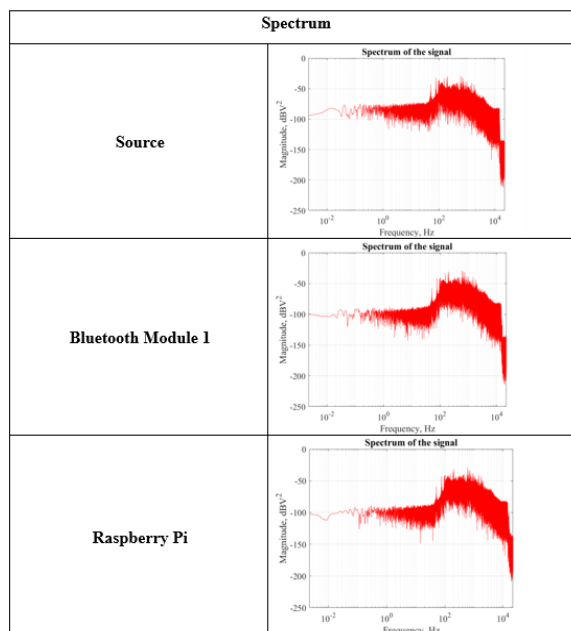 Spectrum
Source
Spectrum of the signal
Magnitude, dBV²
0
-50
-100
-150
-200
-250
10⁻²
10⁰
10²
10⁴
Frequency, Hz
Bluetooth Module 1
Spectrum of the signal
Magnitude, dBV²
0
-50
-100
-150
-200
-250
10⁻²
10⁰
10²
10⁴
Frequency, Hz
Raspberry Pi
Spectrum of the signal
Magnitude, dBV²
0
-50
-100
-150
-200
-250
10⁻²
10⁰
10²
10⁴
Frequency, Hz